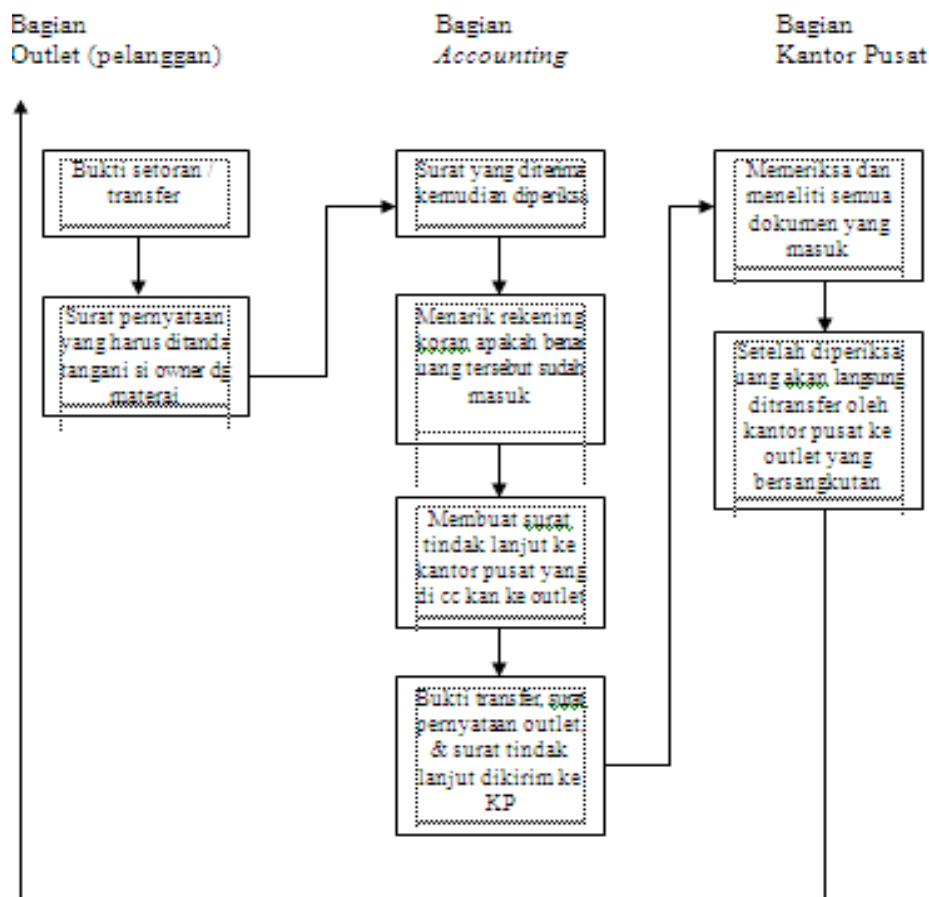 Bagian
Outlet (pelanggan)
Bagian
Accounting
Bagian
Kantor Pusat
Bukti setoran /
transfer
Surat pernyataan
yang harus ditanda
tangani si owner dg
materai
Surat yang diterima
kemudian diperiksa
Menarik rekening
koran apakah benar
uang tersebut sudah
masuk
Membuat surat
tindak lanjut ke
kantor pusat yang
di cc kan ke outlet
Bukti transfer, surat
pernyataan outlet
& surat tindak
lanjut dikirim ke
KP
Memeriksa dan
meneliti semua
dokumen yang
masuk
Setelah diperiksa
uang akan langsung
ditransfer oleh
kantor pusat ke
outlet yang
bersangkutan